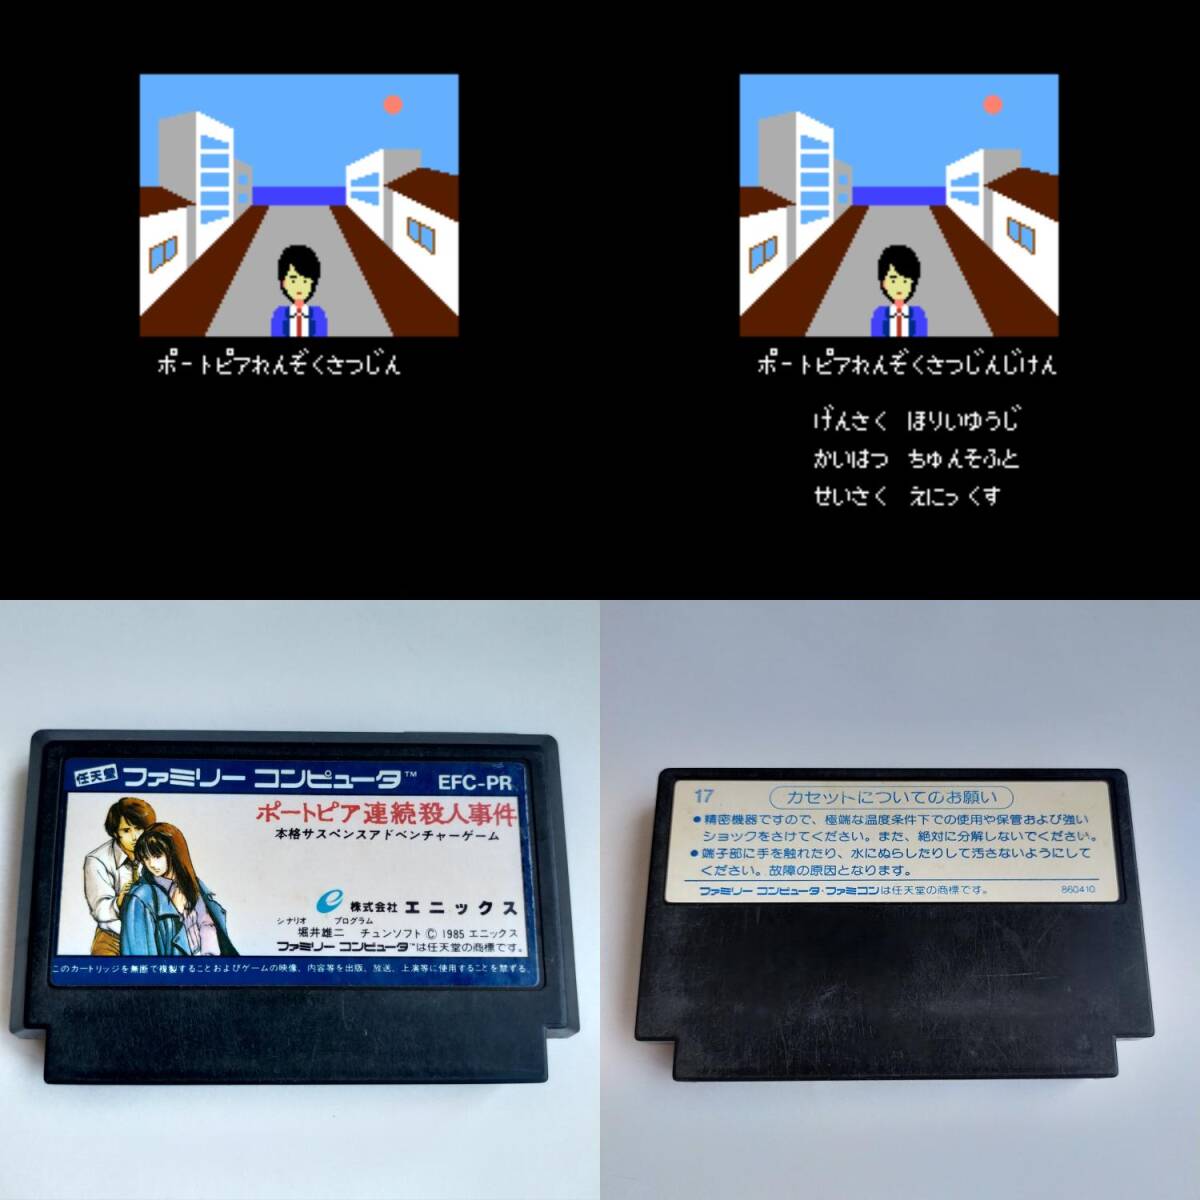 ポートピアれんぞくさつじん
ポートピアれんぞくさつじんじけん
げんさく ほりいゆうじ
かいはつ ちゅんそふと
せいさく えにっくす
任天堂 ファミリー コンピュータ™ EFC-PR
ポートピア連続殺人事件
本格サスペンスアドベンチャーゲーム
e 株式会社 エニックス
シナリオ プログラム
堀井雄二 チュンソフト © 1985 エニックス
ファミリー コンピュータ™は任天堂の商標です。
このカートリッジを無断で複製することおよびゲームの映像、内容等を出版、放送、上演等に使用することを禁ずる。
17 カセットについてのお願い
●精密機器ですので、極端な温度条件下での使用や保管および強い
ショックをさけてください。また、絶対に分解しないでください。
●端子部に手を触れたり、水にぬらしたりして汚さないようにして
ください。故障の原因となります。
ファミリー コンピュータ・ファミコンは任天堂の商標です。 860410